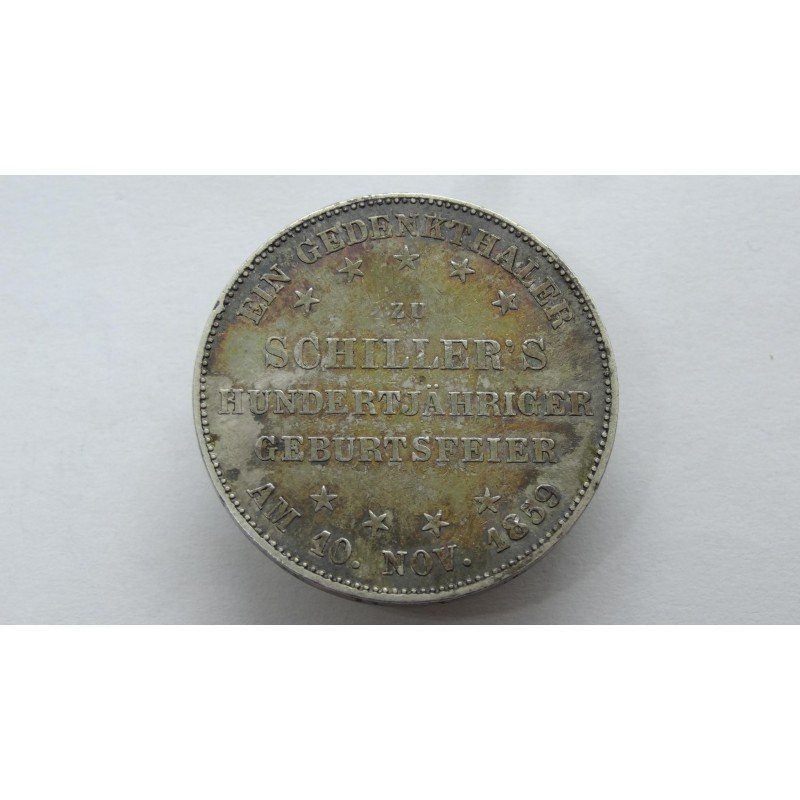 EIN GEDENKTHALER
ZU
SCHILLER'S
HUNDERTJÄHRIGER
GEBURTSFEIER
AM 10. NOV. 1859